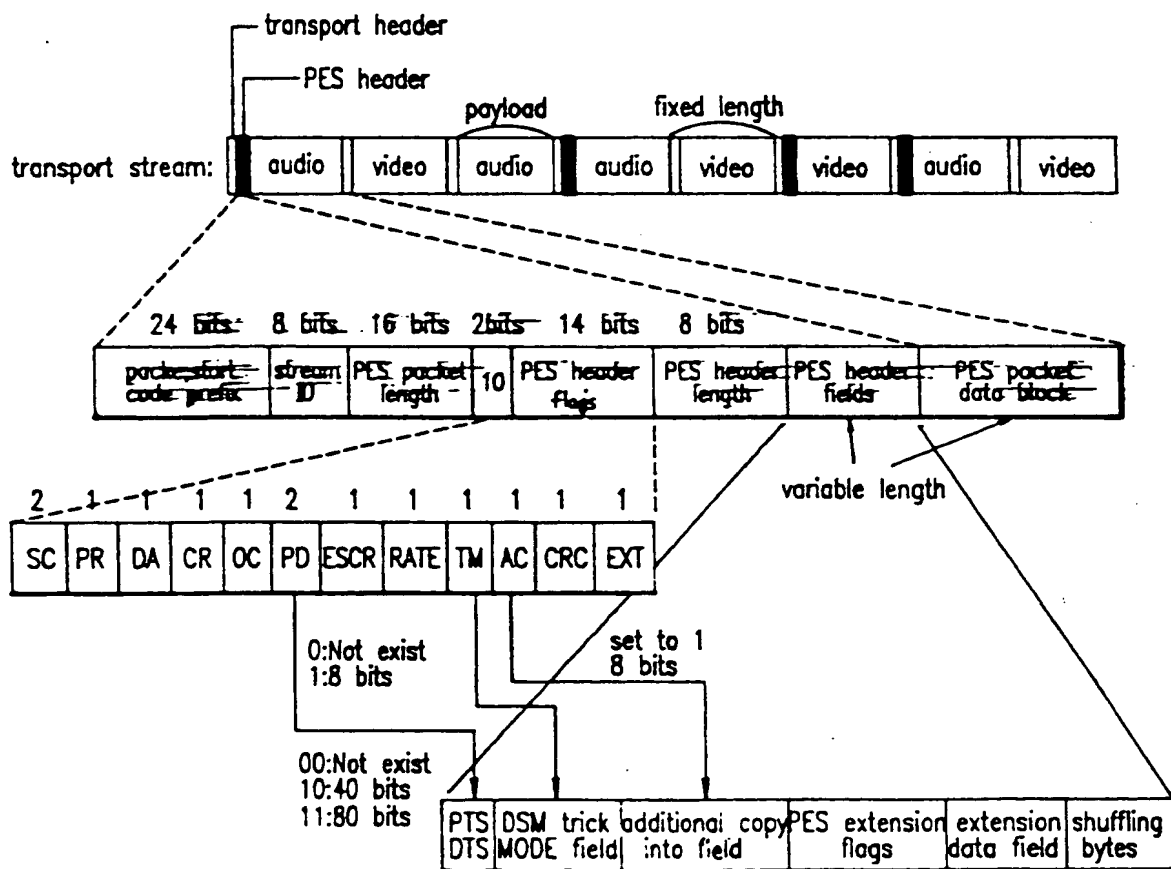 transport header
PES header
payload
fixed length
transport stream:
audio
video
audio
audio
video
video
audio
video
24 bits
8 bits
16 bits
2bits
14 bits
8 bits
packe start
code prefix
stream
ID
PES packet
length
10
PES header
flags
PES header
length
PES header
fields
PES packet
data block
variable length
2 1 1 1 1 2 1 1 1 1 1 1
SC PR DA CR OC PD ESCR RATE TM AC CRC EXT
0:Not exist
1:8 bits
set to 1
8 bits
00:Not exist
10:40 bits
11:80 bits
PTS
DTS
DSM trick
MODE field
additional copy
into field
PES extension
flags
extension
data field
shuffling
bytes